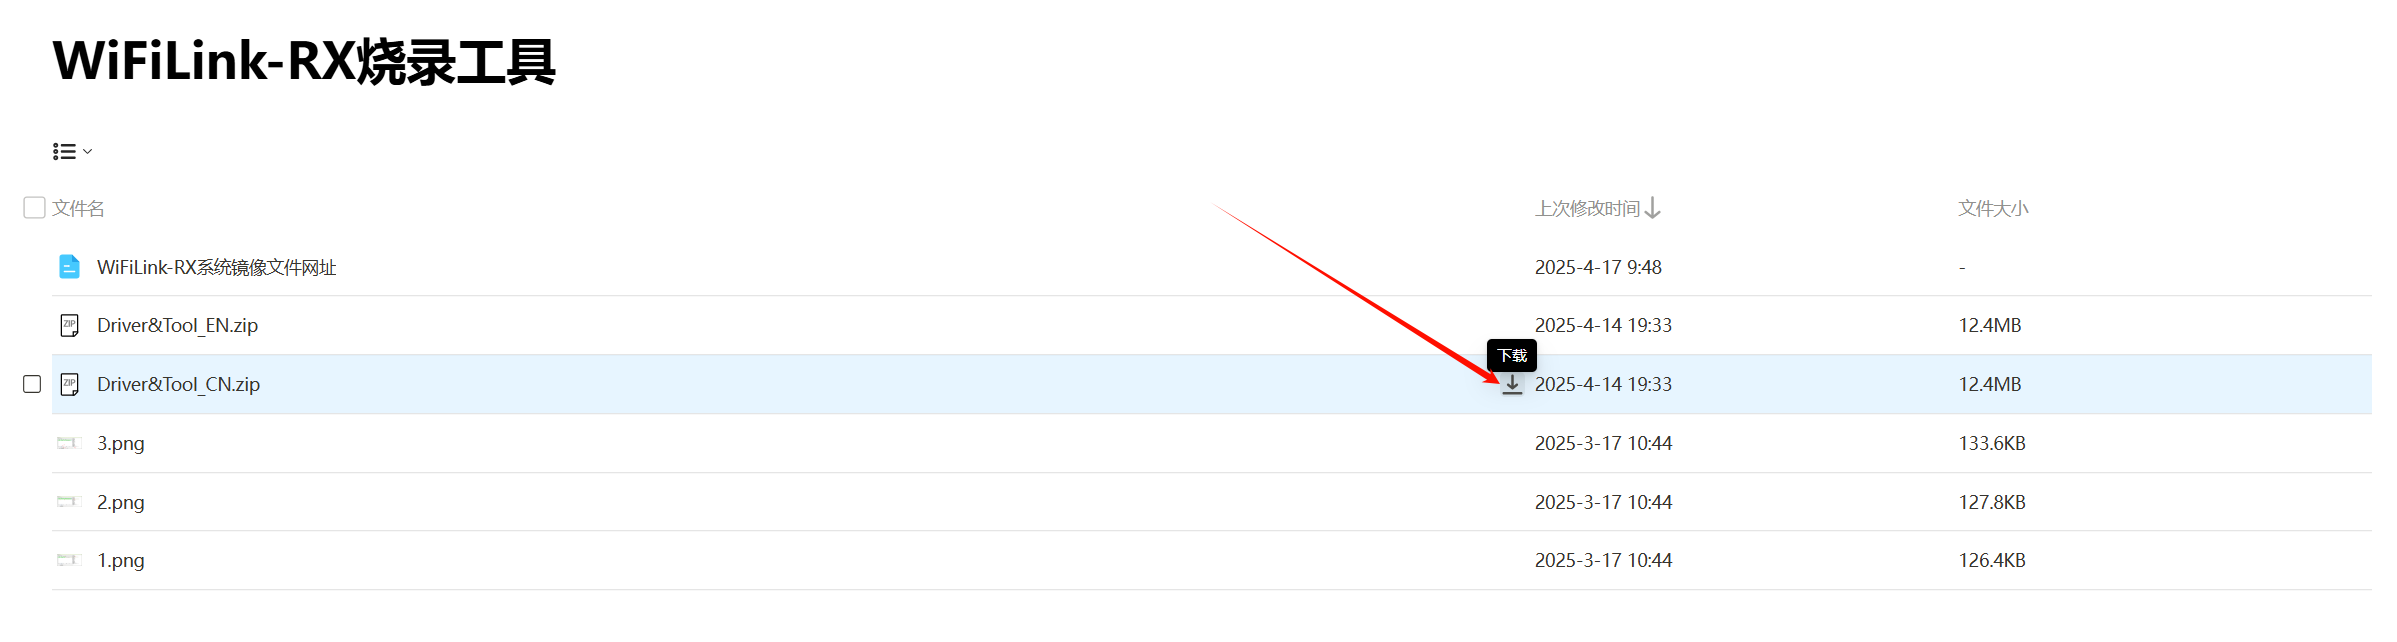 WiFiLink-RX烧录工具
文件名 上次修改时间 文件大小
WiFiLink-RX系统镜像文件网址 2025-4-17 9:48 -
Driver&Tool_EN.zip 2025-4-14 19:33 12.4MB
下载
Driver&Tool_CN.zip 2025-4-14 19:33 12.4MB
3.png 2025-3-17 10:44 133.6KB
2.png 2025-3-17 10:44 127.8KB
1.png 2025-3-17 10:44 126.4KB